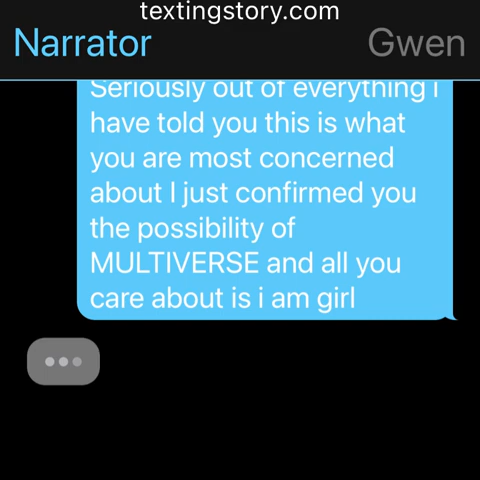 textingstory.com
Narrator Gwen
Seriously out of everything I
have told you this is what
you are most concerned
about I just confirmed you
the possibility of
MULTIVERSE and all you
care about is i am girl